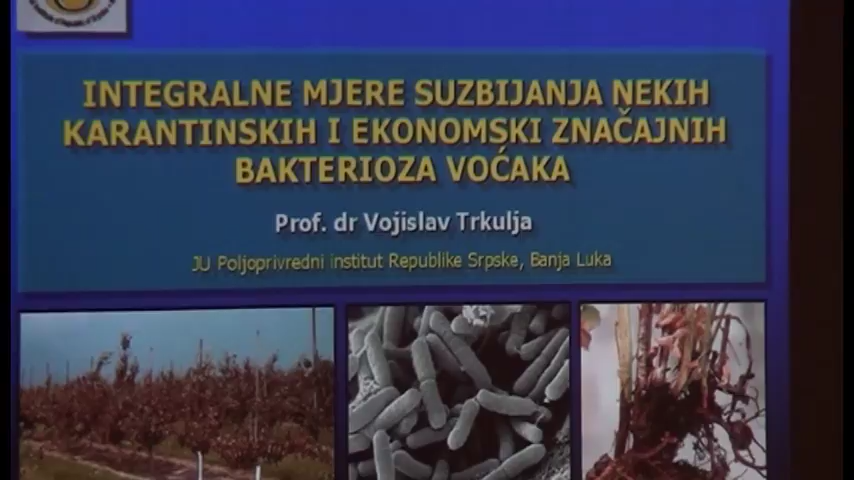 INTEGRALNE MJERE SUZBIJANJA NEKIH
KARANTINSKIH I EKONOMSKI ZNAČAJNIH
BAKTERIOZA VOĆAKA
Prof. dr Vojislav Trkulja
JU Poljoprivredni institut Republike Srpske, Banja Luka